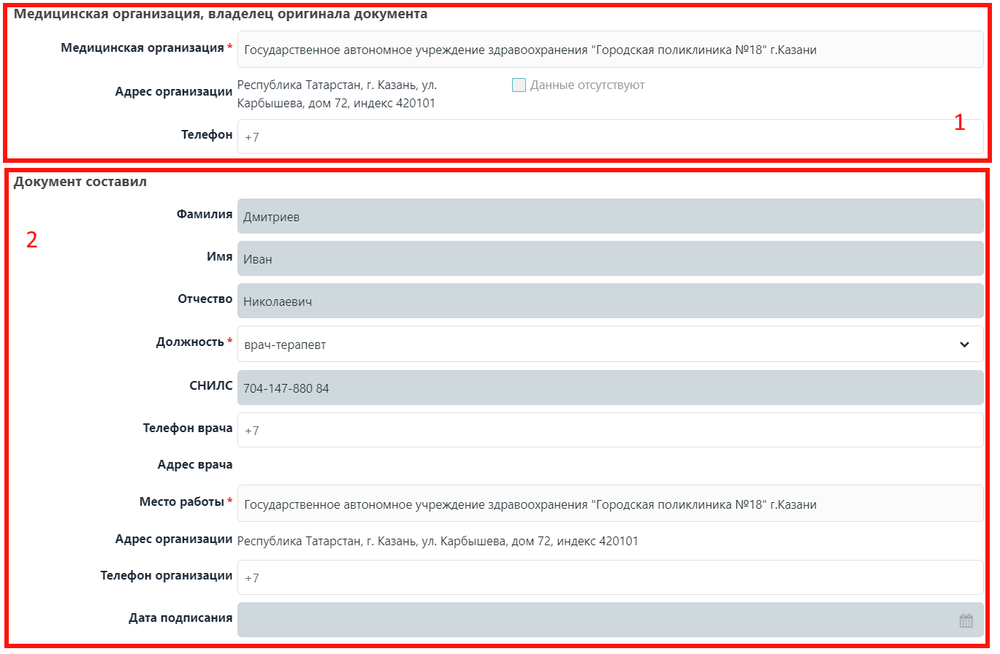 Медицинская организация, владелец оригинала документа
Медицинская организация * Государственное автономное учреждение здравоохранения "Городская поликлиника №18" г.Казани
Адрес организации Республика Татарстан, г. Казань, ул. Данные отсутствуют
Карбышева, дом 72, индекс 420101
1
Телефон +7
Документ составил
Фамилия Дмитриев
2
Имя Иван
Отчество Николаевич
Должность * врач-терапевт
СНИЛС 704-147-880 84
Телефон врача +7
Адрес врача
Место работы * Государственное автономное учреждение здравоохранения "Городская поликлиника №18" г.Казани
Адрес организации Республика Татарстан, г. Казань, ул. Карбышева, дом 72, индекс 420101
Телефон организации +7
Дата подписания